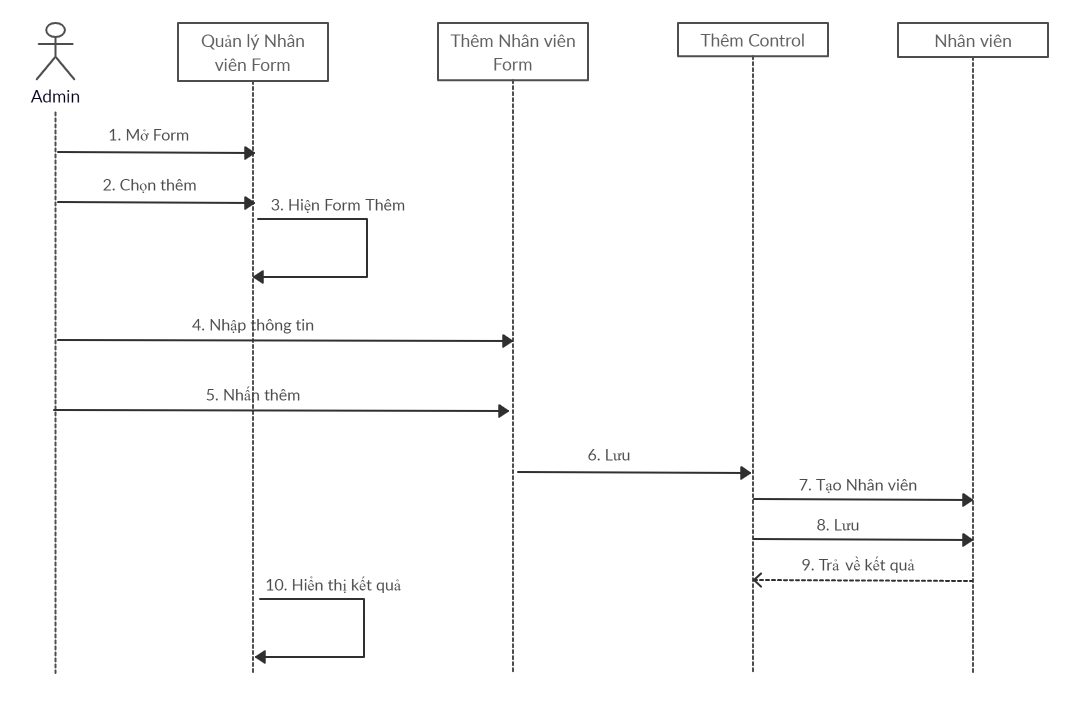 Admin
Quản lý Nhân
viên Form
Thêm Nhân viên
Form
Thêm Control
Nhân viên
1. Mở Form
2. Chọn thêm
3. Hiện Form Thêm
4. Nhập thông tin
5. Nhấn thêm
6. Lưu
7. Tạo Nhân viên
8. Lưu
9. Trả về kết quả
10. Hiển thị kết quả